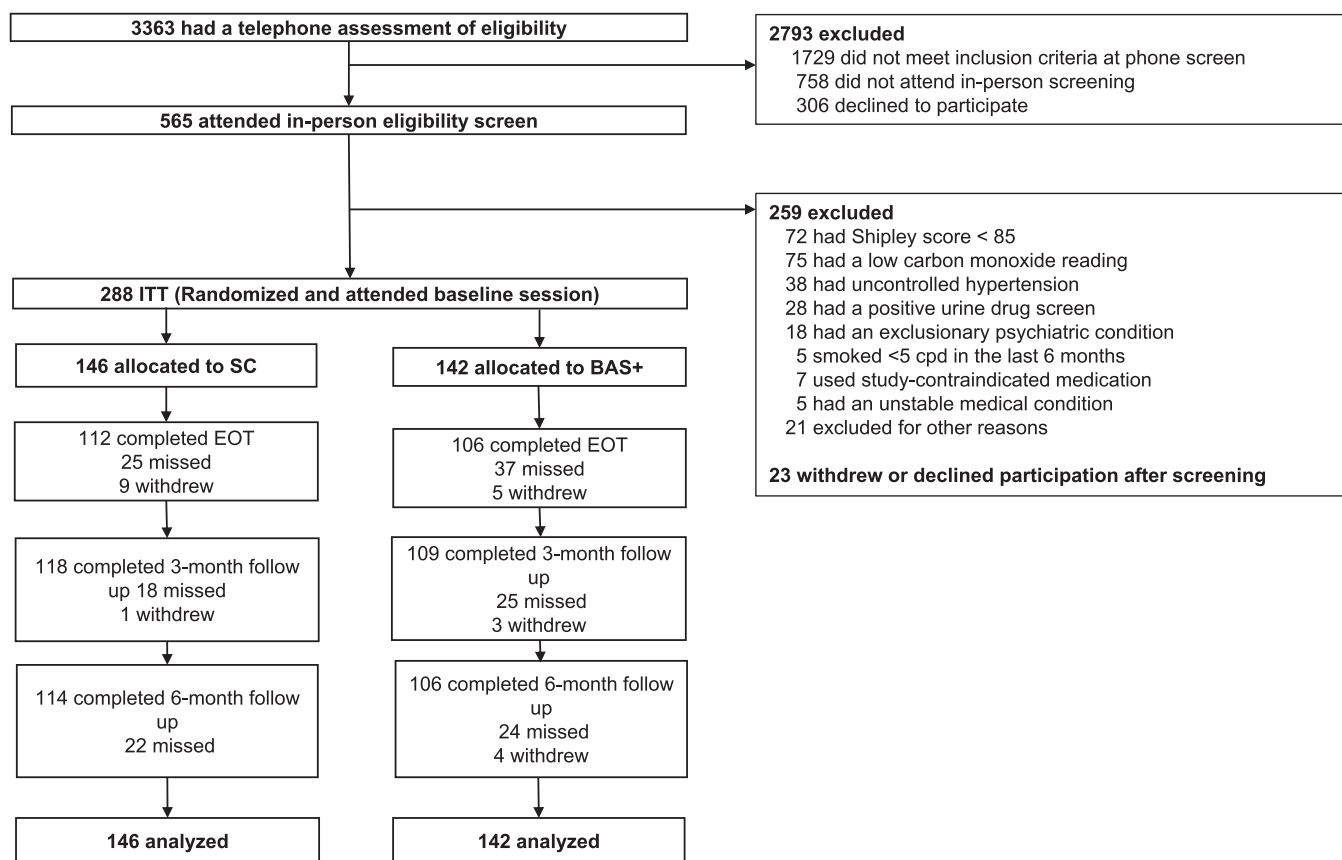 3363 had a telephone assessment of eligibility
2793 excluded
1729 did not meet inclusion criteria at phone screen
758 did not attend in-person screening
306 declined to participate
565 attended in-person eligibility screen
259 excluded
72 had Shipley score < 85
75 had a low carbon monoxide reading
38 had uncontrolled hypertension
28 had a positive urine drug screen
18 had an exclusionary psychiatric condition
5 smoked <5 cpd in the last 6 months
7 used study-contraindicated medication
5 had an unstable medical condition
21 excluded for other reasons
23 withdrew or declined participation after screening
288 ITT (Randomized and attended baseline session)
146 allocated to SC
142 allocated to BAS+
112 completed EOT
25 missed
9 withdrew
106 completed EOT
37 missed
5 withdrew
118 completed 3-month follow
up 18 missed
1 withdrew
109 completed 3-month follow
up
25 missed
3 withdrew
114 completed 6-month follow
up
22 missed
106 completed 6-month follow
up
24 missed
4 withdrew
146 analyzed
142 analyzed